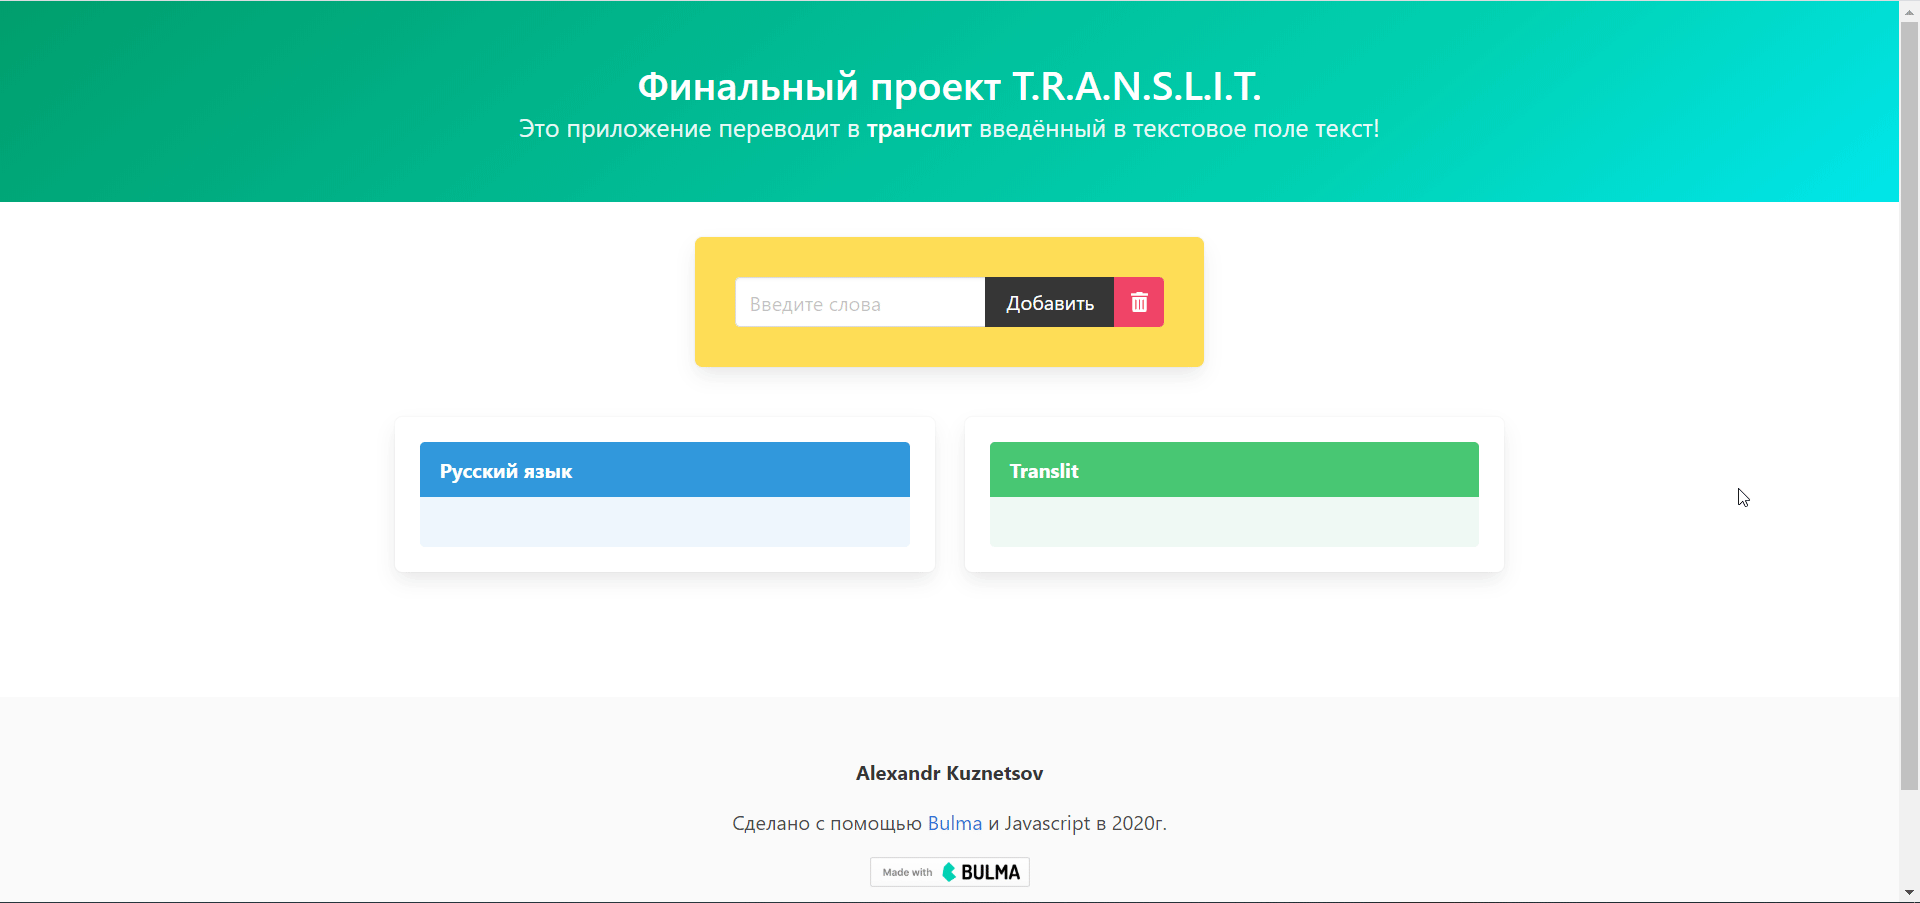 Финальный проект T.R.A.N.S.L.I.T.
Это приложение переводит в транслит введённый в текстовое поле текст!
Введите слова
Добавить
Русский язык
Translit
Alexandr Kuznetsov
Сделано с помощью Bulma и Javascript в 2020г.
Made with BULMA